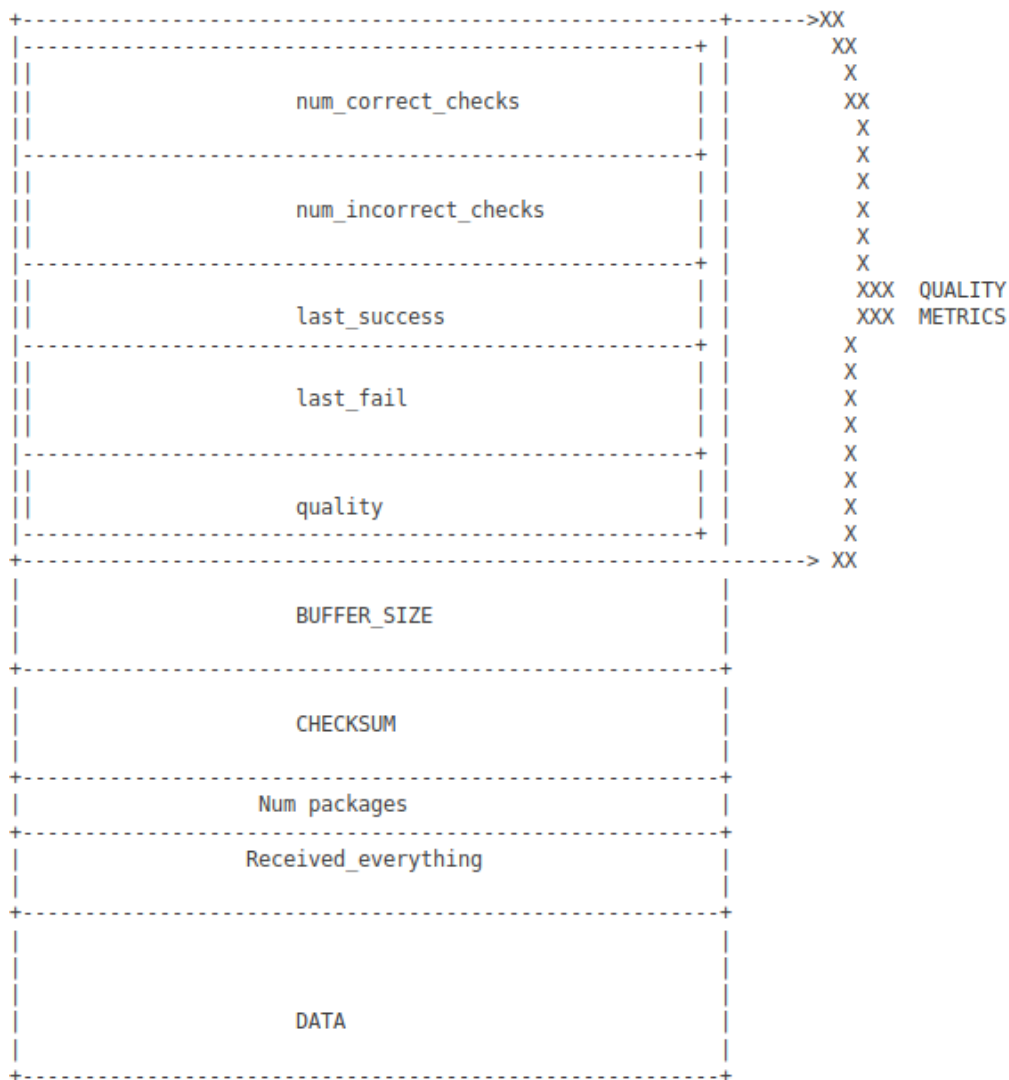 num_correct_checks
num_incorrect_checks
QUALITY
last_success METRICS
last_fail
quality
BUFFER_SIZE
CHECKSUM
Num packages
Received_everything
DATA